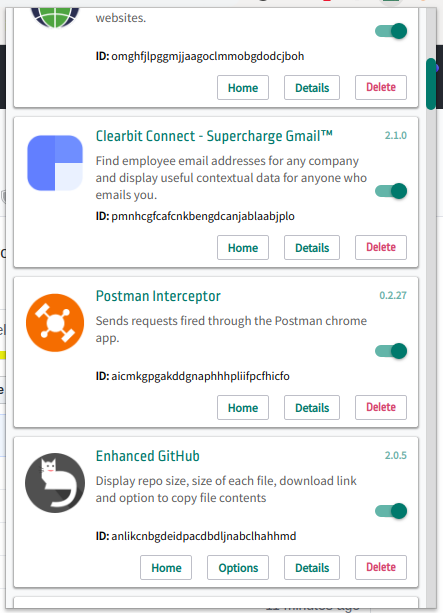 websites.
ID: omghfjlpggmjjaagoclmmobgdodcjboh
Home Details Delete
Clearbit Connect - Supercharge Gmail™ 2.1.0
Find employee email addresses for any company
and display useful contextual data for anyone who
emails you.
ID: pmnhcgfcafcnkbengdcanjablaabjplo
Home Details Delete
Postman Interceptor 0.2.27
Sends requests fired through the Postman chrome
app.
ID: aicmkgpgakddgnaphhhpliifpcfhicfo
Home Details Delete
Enhanced GitHub 2.0.5
Display repo size, size of each file, download link
and option to copy file contents
ID: anlikcnbgdeidpacdbdljnabclhahhmd
Home Options Details Delete